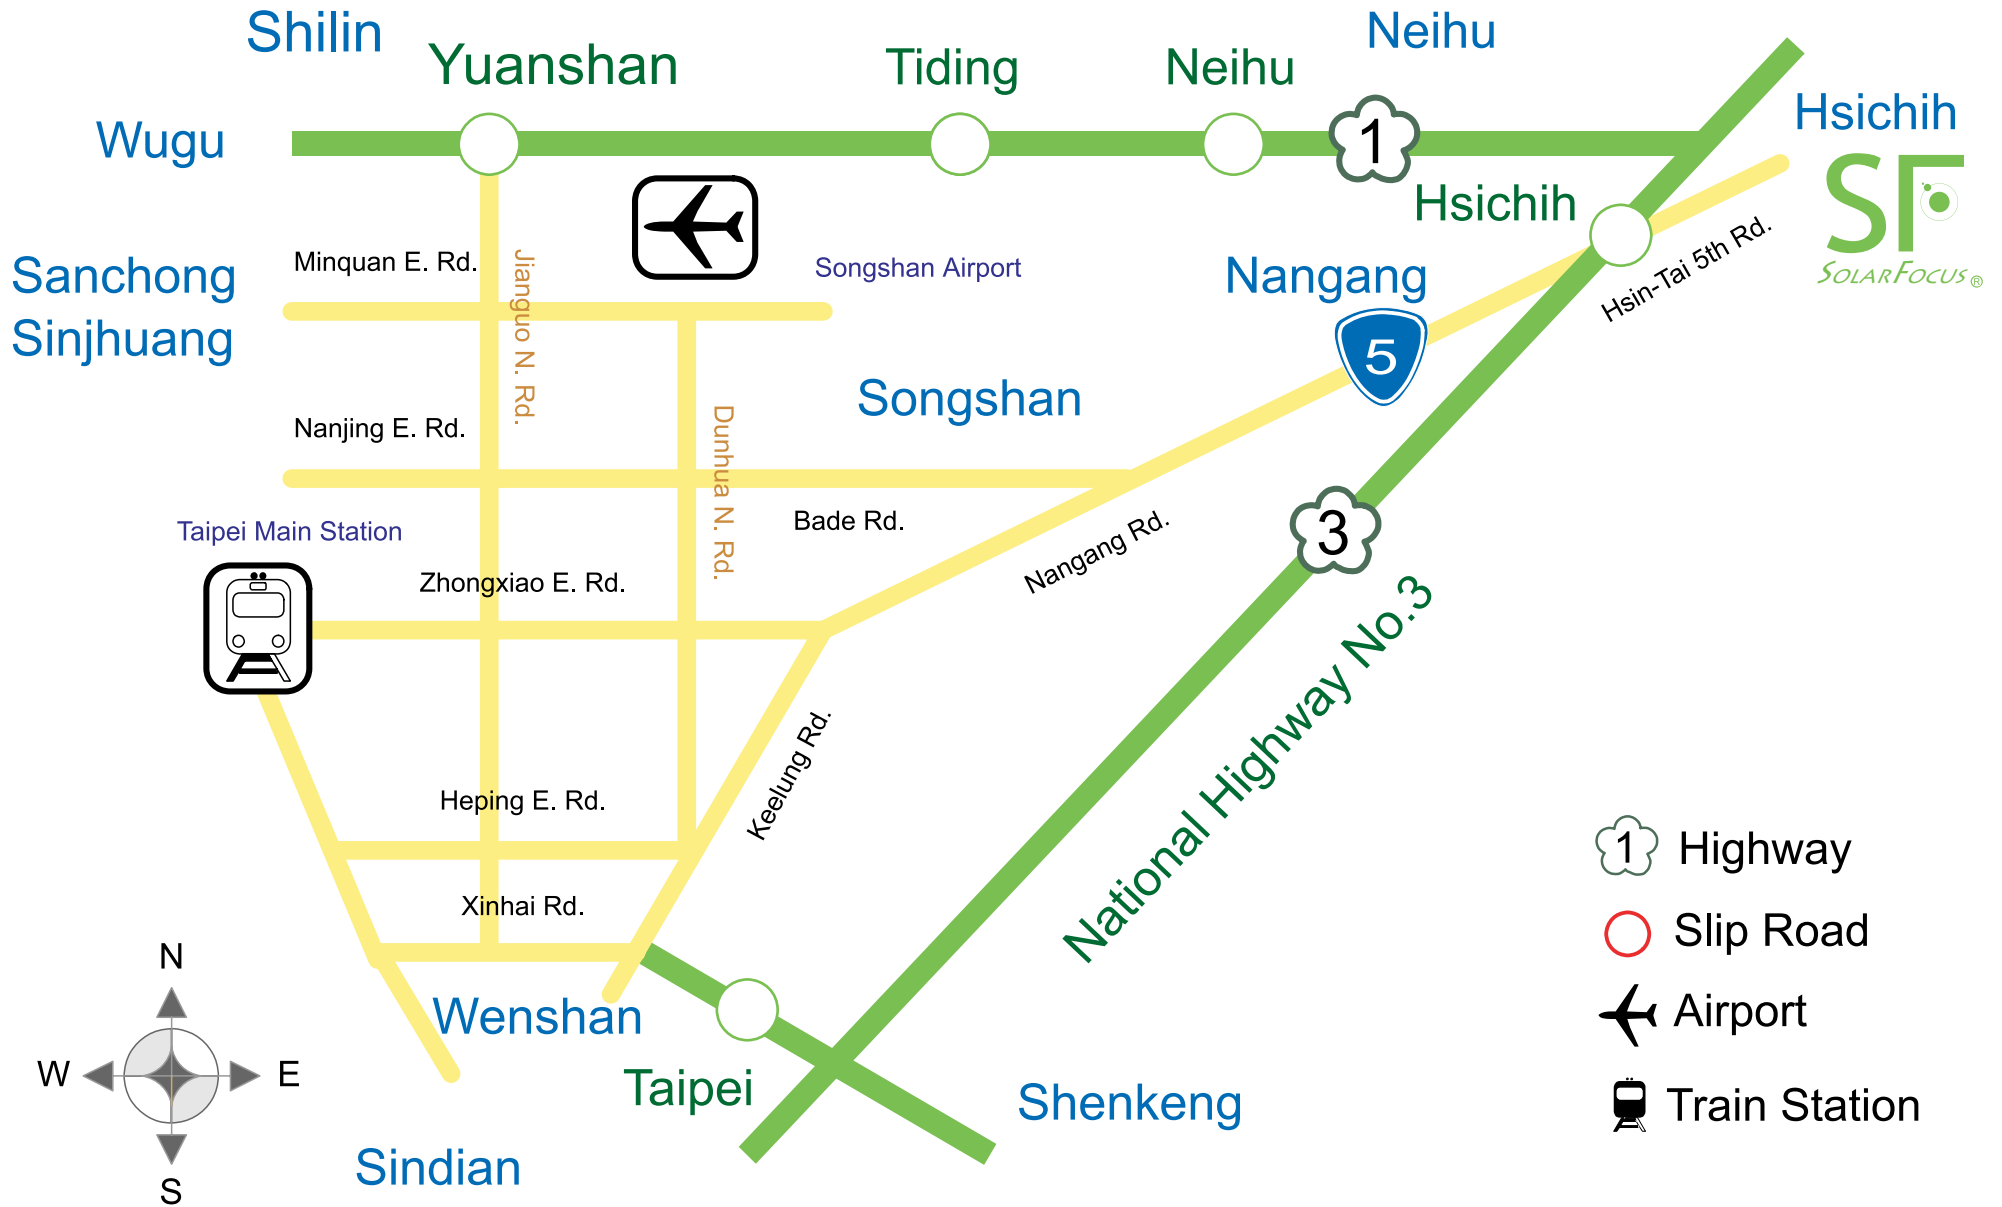 Shilin
Neihu
Yuanshan
Tiding
Neihu
Hsichih
Wugu
1
Hsichih
SF
SOLARFOCUS®
Hsin-Tai 5th Rd.
Minquan E. Rd.
Jianguo N. Rd.
Songshan Airport
Nangang
Sanchong
Sinjhuang
5
Songshan
Nanjing E. Rd.
Dunhua N. Rd.
Bade Rd.
Nangang Rd.
3
Taipei Main Station
Zhongxiao E. Rd.
National Highway No.3
Keelung Rd.
Heping E. Rd.
Xinhai Rd.
1 Highway
Slip Road
Airport
Train Station
N
W
E
S
Wenshan
Taipei
Shenkeng
Sindian